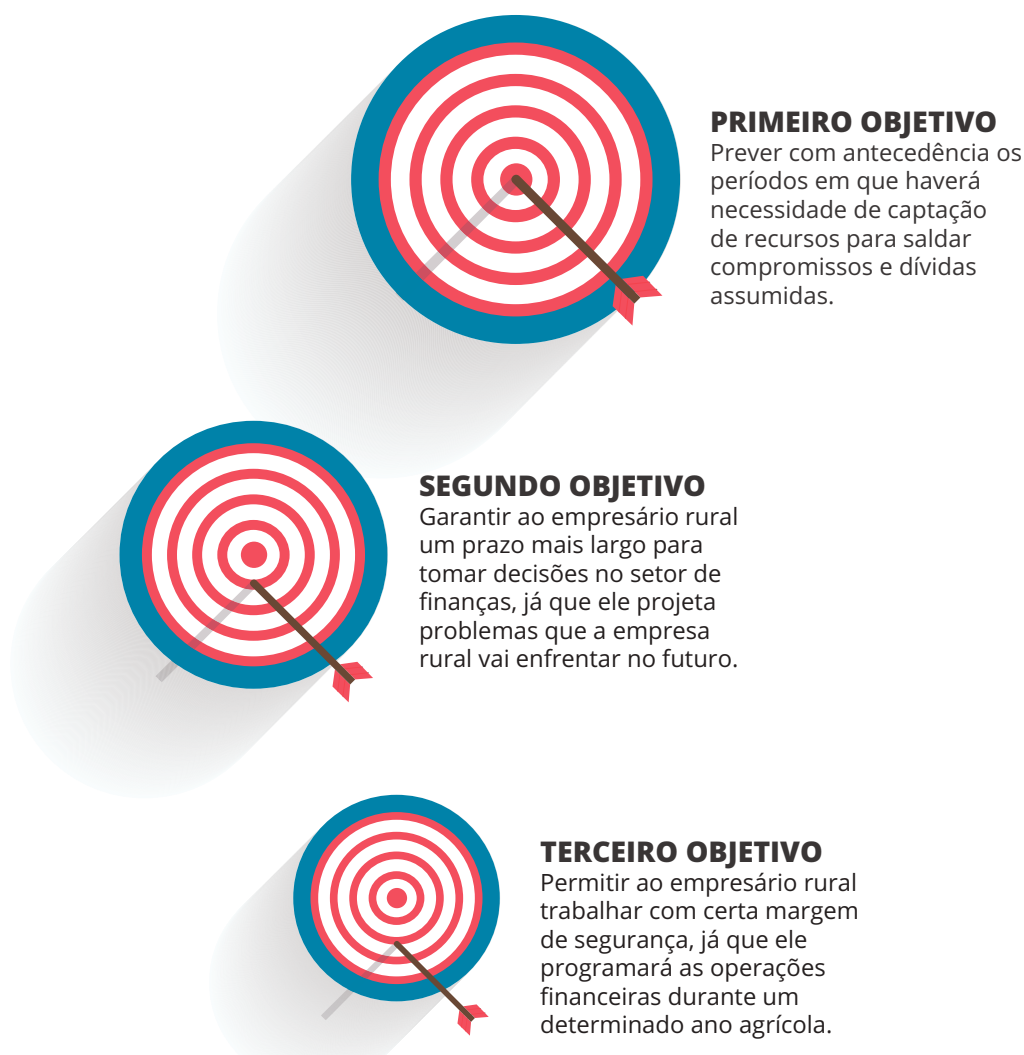 PRIMEIRO OBJETIVO
Prever com antecedência os
períodos em que haverá
necessidade de captação
de recursos para saldar
compromissos e dívidas
assumidas.
SEGUNDO OBJETIVO
Garantir ao empresário rural
um prazo mais largo para
tomar decisões no setor de
finanças, já que ele projeta
problemas que a empresa
rural vai enfrentar no futuro.
TERCEIRO OBJETIVO
Permitir ao empresário rural
trabalhar com certa margem
de segurança, já que ele
programará as operações
financeiras durante um
determinado ano agrícola.